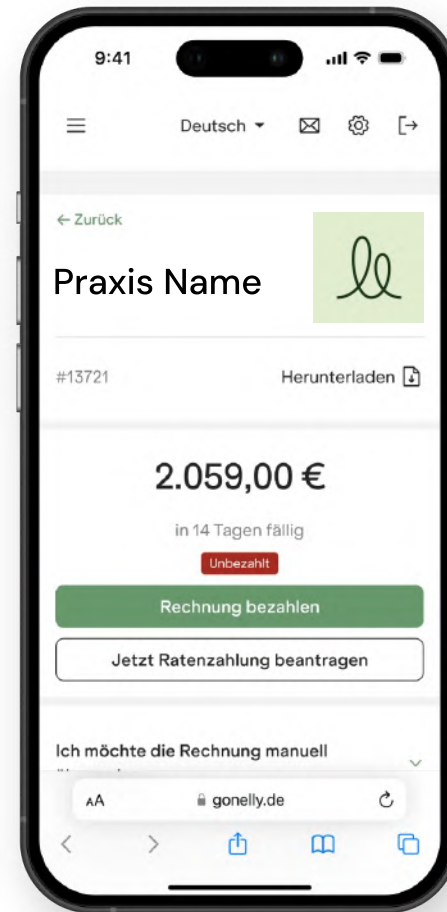 9:41
Deutsch
← Zurück
Praxis Name
#13721
Herunterladen
2.059,00 €
in 14 Tagen fällig
Unbezahlt
Rechnung bezahlen
Jetzt Ratenzahlung beantragen
Ich möchte die Rechnung manuell
AA
gonelly.de